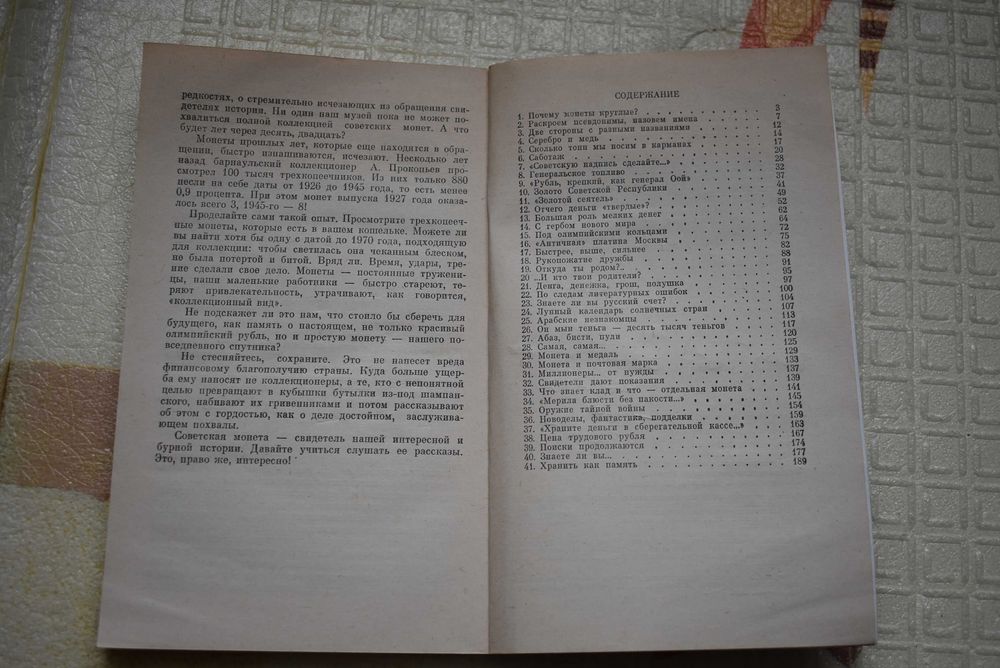 редкостях, о стремительно исчезающих из обращения сви-
детелях истории. Ни один наш музей пока не может по-
хвалиться полной коллекцией советских монет. А что
будет лет через десять, двадцать?
Монеты прошлых лет, которые еще находятся в обра-
щении, быстро изнашиваются, исчезают. Несколько лет
назад барнаульский коллекционер А. Прокопьев про-
смотрел 100 тысяч трехкопеечников. Из них только 880
несли на себе даты от 1926 до 1945 года, то есть менее
0,9 процента. При этом монет выпуска 1927 года оказа-
лось всего 3, 1945-го — 8!
Проделайте сами такой опыт. Просмотрите трехкопееч-
ные монеты, которые есть в вашем кошельке. Можете ли
вы найти хотя бы одну с датой до 1970 года, подходящую
для коллекции: чтобы светилась она чеканным блеском,
не была потертой и битой. Вряд ли. Время, удары, тре-
ние сделали свое дело. Монеты — постоянные тружени-
цы, наши маленькие работники — быстро стареют, те-
ряют привлекательность, утрачивают, как говорится,
«коллекционный вид».
Не подскажет ли это нам, что стоило бы сберечь для
будущего, как память о настоящем, не только красивый
олимпийский рубль, но и простую монету — нашего по-
вседневного спутника?
Не стесняйтесь, сохраните. Это не нанесет вреда
финансовому благополучию страны. Куда больше ущер-
ба ему наносят не коллекционеры, а те, кто с непонятной
целью превращают в кубышки бутылки из-под шампан-
ского, набивают их гривенниками и потом рассказывают
об этом с гордостью, как о деле достойном, заслужива-
ющем похвалы.
Советская монета — свидетель нашей интересной и
бурной истории. Давайте учиться слушать ее рассказы.
Это, право же, интересно!
СОДЕРЖАНИЕ
1. Почему монеты круглые? 3
2. Раскроем псевдонимы, назовем имена 7
3. Две стороны с разными названиями 12
4. Серебро и медь 14
5. Сколько тонн мы носим в карманах 17
6. Саботаж 20
7. «Советскую надпись сделайте...» 28
8. Генеральское топливо 32
9. «Рубль, крепкий, как генерал Оой» 37
10. Золото Советской Республики 41
11. «Золотой сеятель» 49
12. Отчего деньги «твердые»? 52
13. Большая роль мелких денег 62
14. С гербом нового мира 64
15. Под олимпийскими кольцами 72
16. «Античная» платина Москвы 75
17. Быстрее, выше, сильнее 82
18. Рукопожатие дружбы 88
19. Откуда ты родом?.. 91
20. ...И кто твои родители? 95
21. Денга, денежка, грош, полушка 97
22. По следам литературных ошибок 100
23. Знаете ли вы русский счет? 104
24. Лунный календарь солнечных стран 107
25. Арабские незнакомцы 113
26. Он мын теньга — десять тысяч теньгов 117
27. Абаз, бисти, пули 120
28. Самая, самая... 125
29. Монета и медаль 129
30. Монета и почтовая марка 133
31. Миллионеры... от нужды 137
32. Свидетели дают показания 139
33. Что знает клад и что — отдельная монета 141
34. «Мерила блюсти без пакости...» 145
35. Оружие тайной войны 154
36. Новоделы, фантастика, подделки 159
37. «Храните деньги в сберегательной кассе...» 163
38. Цена трудового рубля 167
39. Поиски продолжаются 174
40. Знаете ли вы... 177
41. Хранить как память 189